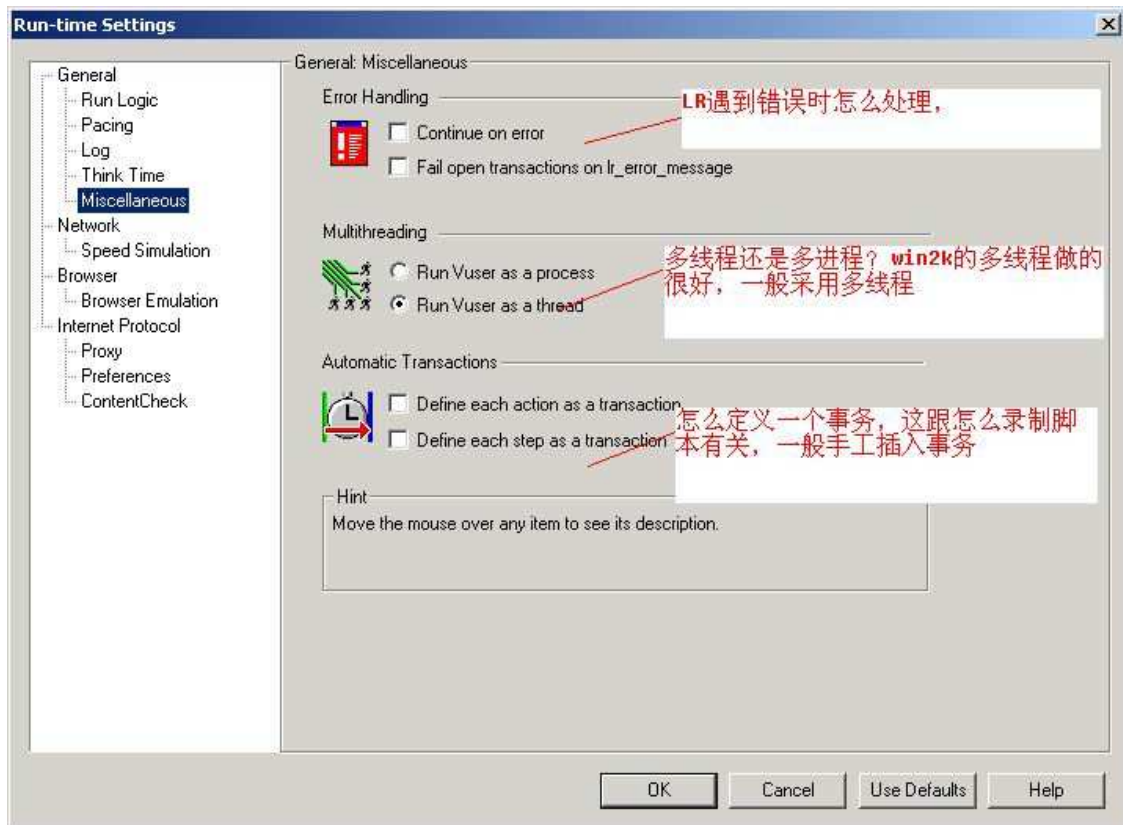 Run-time Settings
General
Run Logic
Pacing
Log
Think Time
Miscellaneous
Network
Speed Simulation
Browser
Browser Emulation
Internet Protocol
Proxy
Preferences
ContentCheck
General: Miscellaneous
Error Handling
LR遇到错误时怎么处理,
Continue on error
Fail open transactions on lr_error_message
Multithreading
多线程还是多进程? win2k的多线程做的
很好，一般采用多线程
Run Vuser as a process
Run Vuser as a thread
Automatic Transactions
Define each action as a transaction
Define each step as a transaction
怎么定义一个事务，这跟怎么录制脚
本有关，一般手工插入事务
Hint
Move the mouse over any item to see its description.
OK
Cancel
Use Defaults
Help